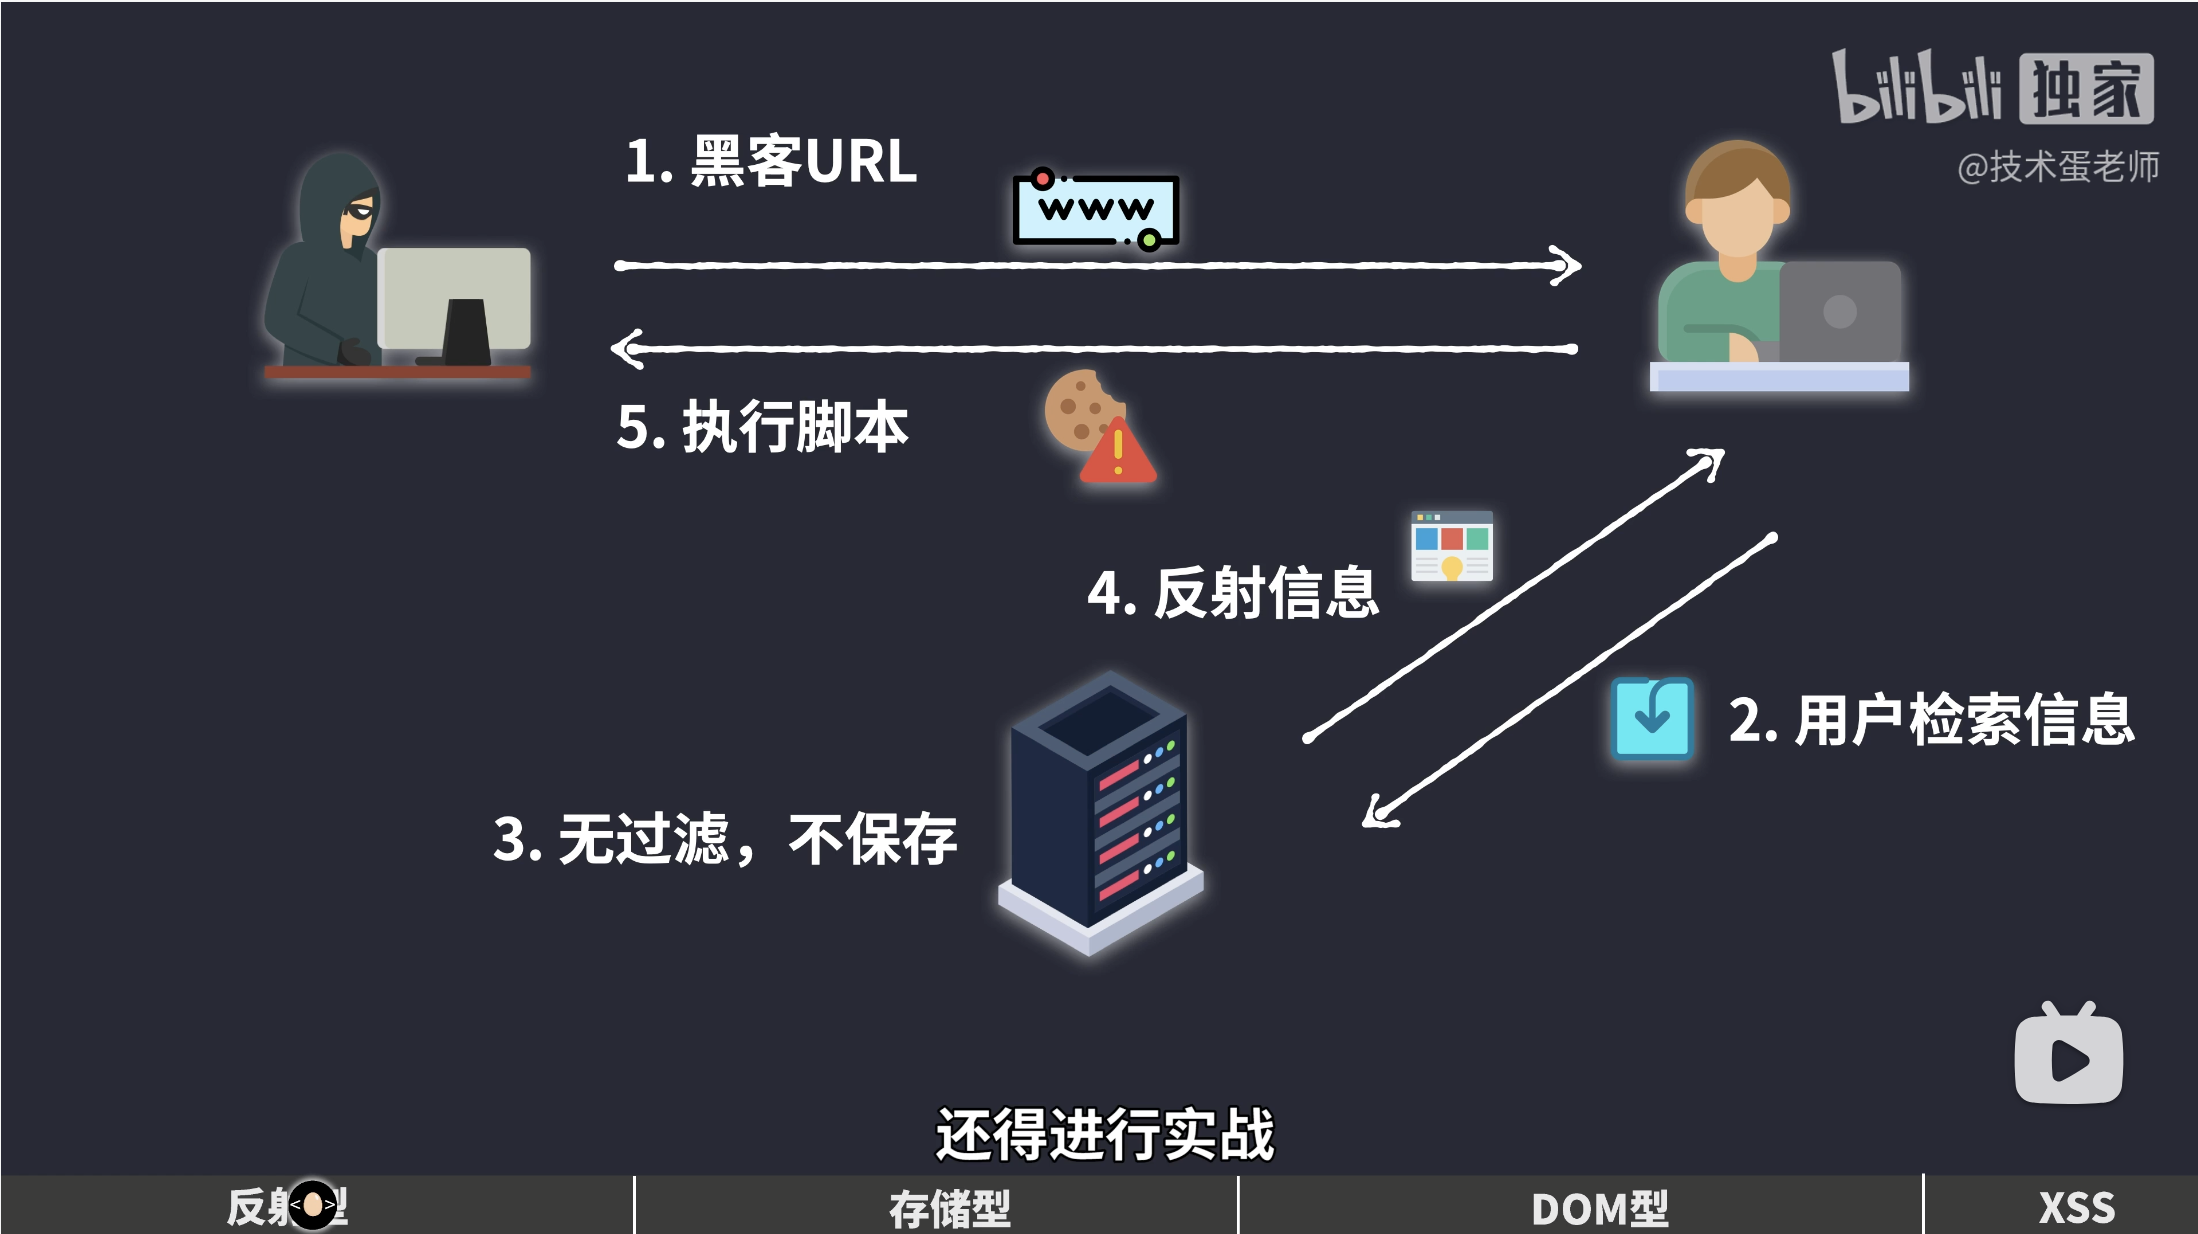 bilibili 独家
@技术蛋老师
1. 黑客URL
www
5. 执行脚本
4. 反射信息
2. 用户检索信息
3. 无过滤，不保存
还得进行实战
反射型
存储型
DOM型
XSS